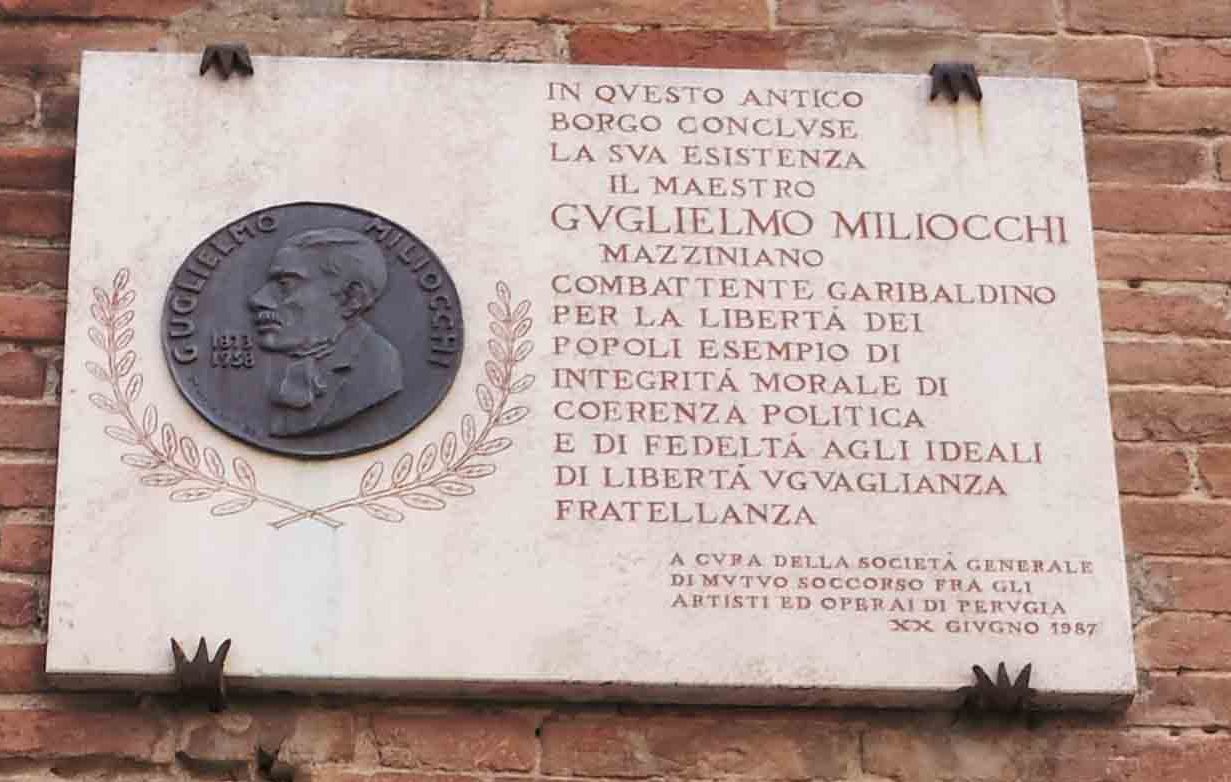 GUGLIELMO MILIOCCHI
1873
1958
IN QVESTO ANTICO
BORGO CONCLVSE
LA SVA ESISTENZA
IL MAESTRO
GVGLIELMO MILIOCCHI
MAZZINIANO
COMBATTENTE GARIBALDINO
PER LA LIBERTÁ DEI
POPOLI ESEMPIO DI
INTEGRITÁ MORALE DI
COERENZA POLITICA
E DI FEDELTÁ AGLI IDEALI
DI LIBERTÁ VGVAGLIANZA
FRATELLANZA
A CVRA DELLA SOCIETÁ GENERALE
DI MVTVO SOCCORSO FRA GLI
ARTISTI ED OPERAI DI PERVGIA
XX GIVGNO 1987